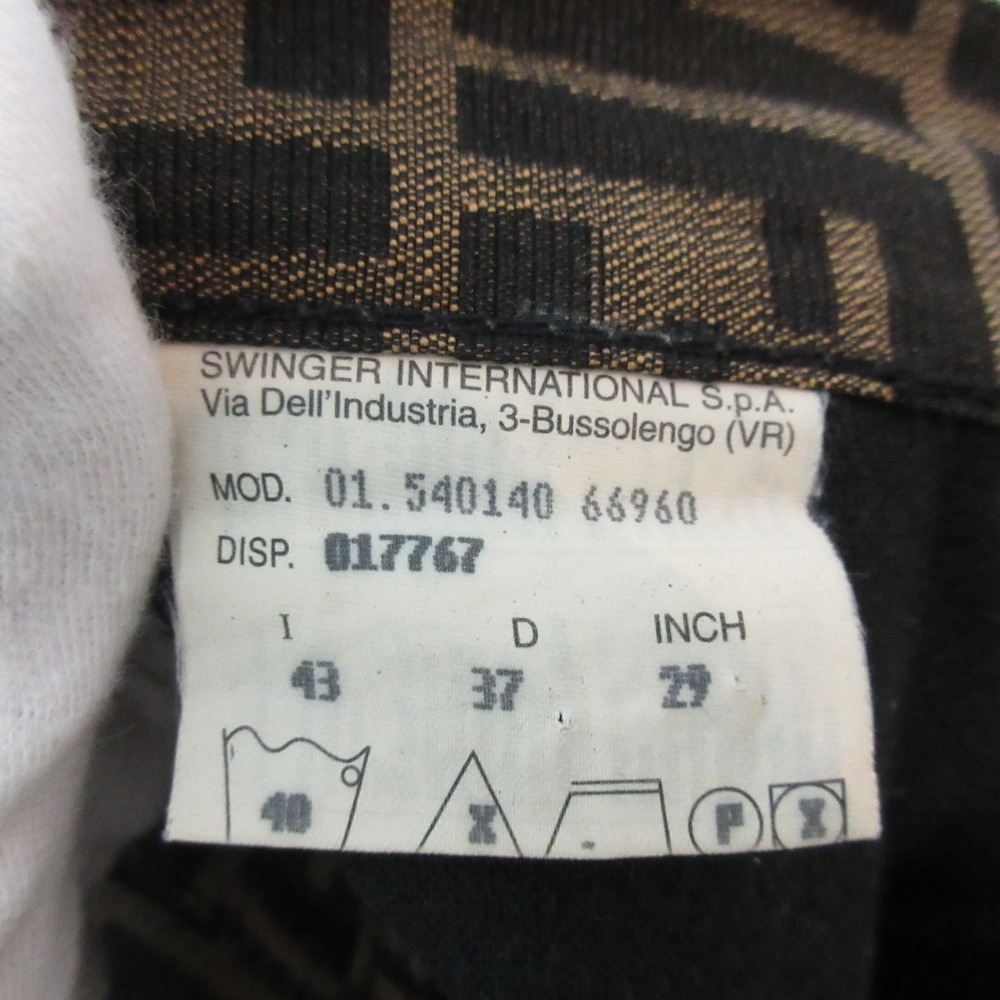 SWINGER INTERNATIONAL S.p.A.
Via Dell'Industria, 3-Bussolengo (VR)
MOD. 01.540140 66960
DISP. 017767
I D INCH
43 37 29
40 X P X